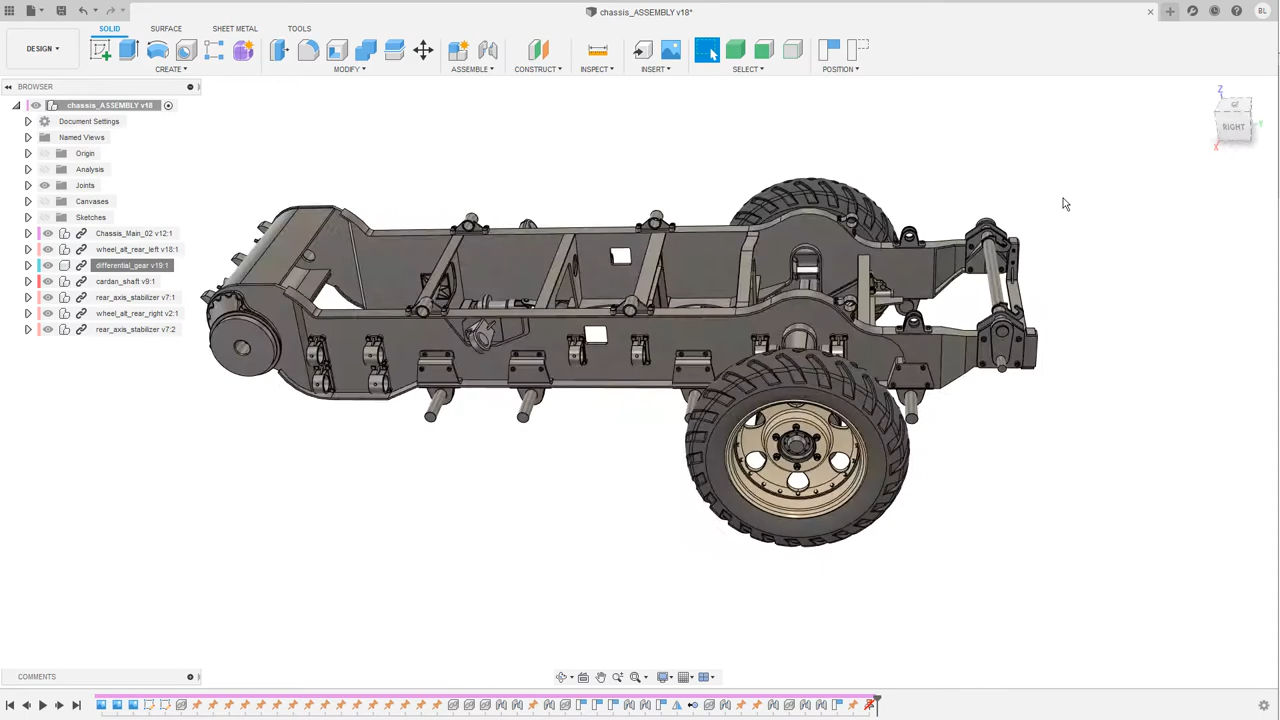 chassis_ASSEMBLY v18*
BL
SOLID
SURFACE
SHEET METAL
TOOLS
DESIGN
CREATE
MODIFY
ASSEMBLE
CONSTRUCT
INSPECT
INSERT
SELECT
POSITION
BROWSER
chassis_ASSEMBLY v18
Document Settings
Named Views
Origin
Analysis
Joints
Canvases
Sketches
Chassis_Main_02 v12:1
wheel_alt_rear_left v18:1
differential_gear v19:1
cardan_shaft v9:1
rear_axis_stabilizer v7:1
wheel_alt_rear_right v2:1
rear_axis_stabilizer v7:2
Z
RIGHT
Y
X
COMMENTS